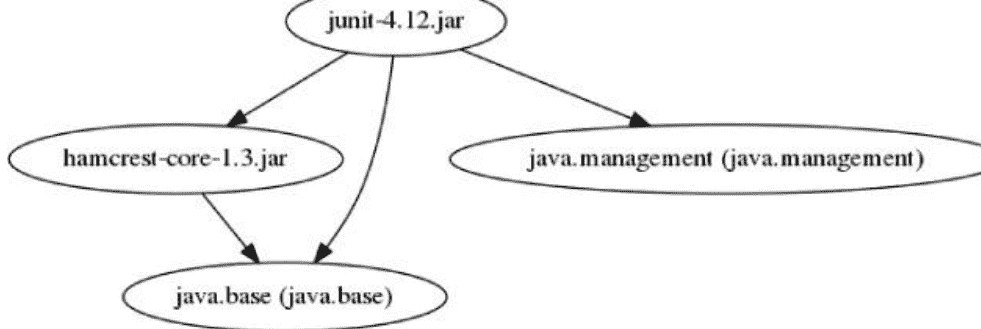 junit-4.12.jar
hamcrest-core-1.3.jar
java.management (java.management)
java.base (java.base)